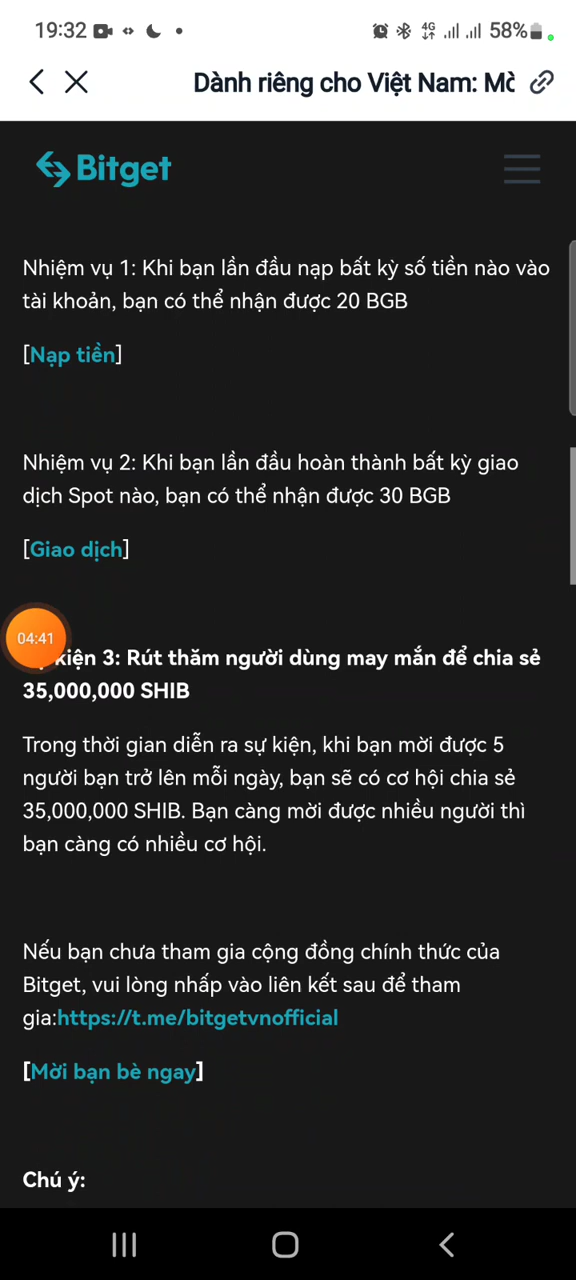 19:32
4G
58%
Dành riêng cho Việt Nam: Mờ
Bitget
Nhiệm vụ 1: Khi bạn lần đầu nạp bất kỳ số tiền nào vào
tài khoản, bạn có thể nhận được 20 BGB
[Nạp tiền]
Nhiệm vụ 2: Khi bạn lần đầu hoàn thành bất kỳ giao
dịch Spot nào, bạn có thể nhận được 30 BGB
[Giao dịch]
04:41
kiện 3: Rút thăm người dùng may mắn để chia sẻ
35,000,000 SHIB
Trong thời gian diễn ra sự kiện, khi bạn mời được 5
người bạn trở lên mỗi ngày, bạn sẽ có cơ hội chia sẻ
35,000,000 SHIB. Bạn càng mời được nhiều người thì
bạn càng có nhiều cơ hội.
Nếu bạn chưa tham gia cộng đồng chính thức của
Bitget, vui lòng nhấp vào liên kết sau để tham
gia:https://t.me/bitgetvnofficial
[Mời bạn bè ngay]
Chú ý: